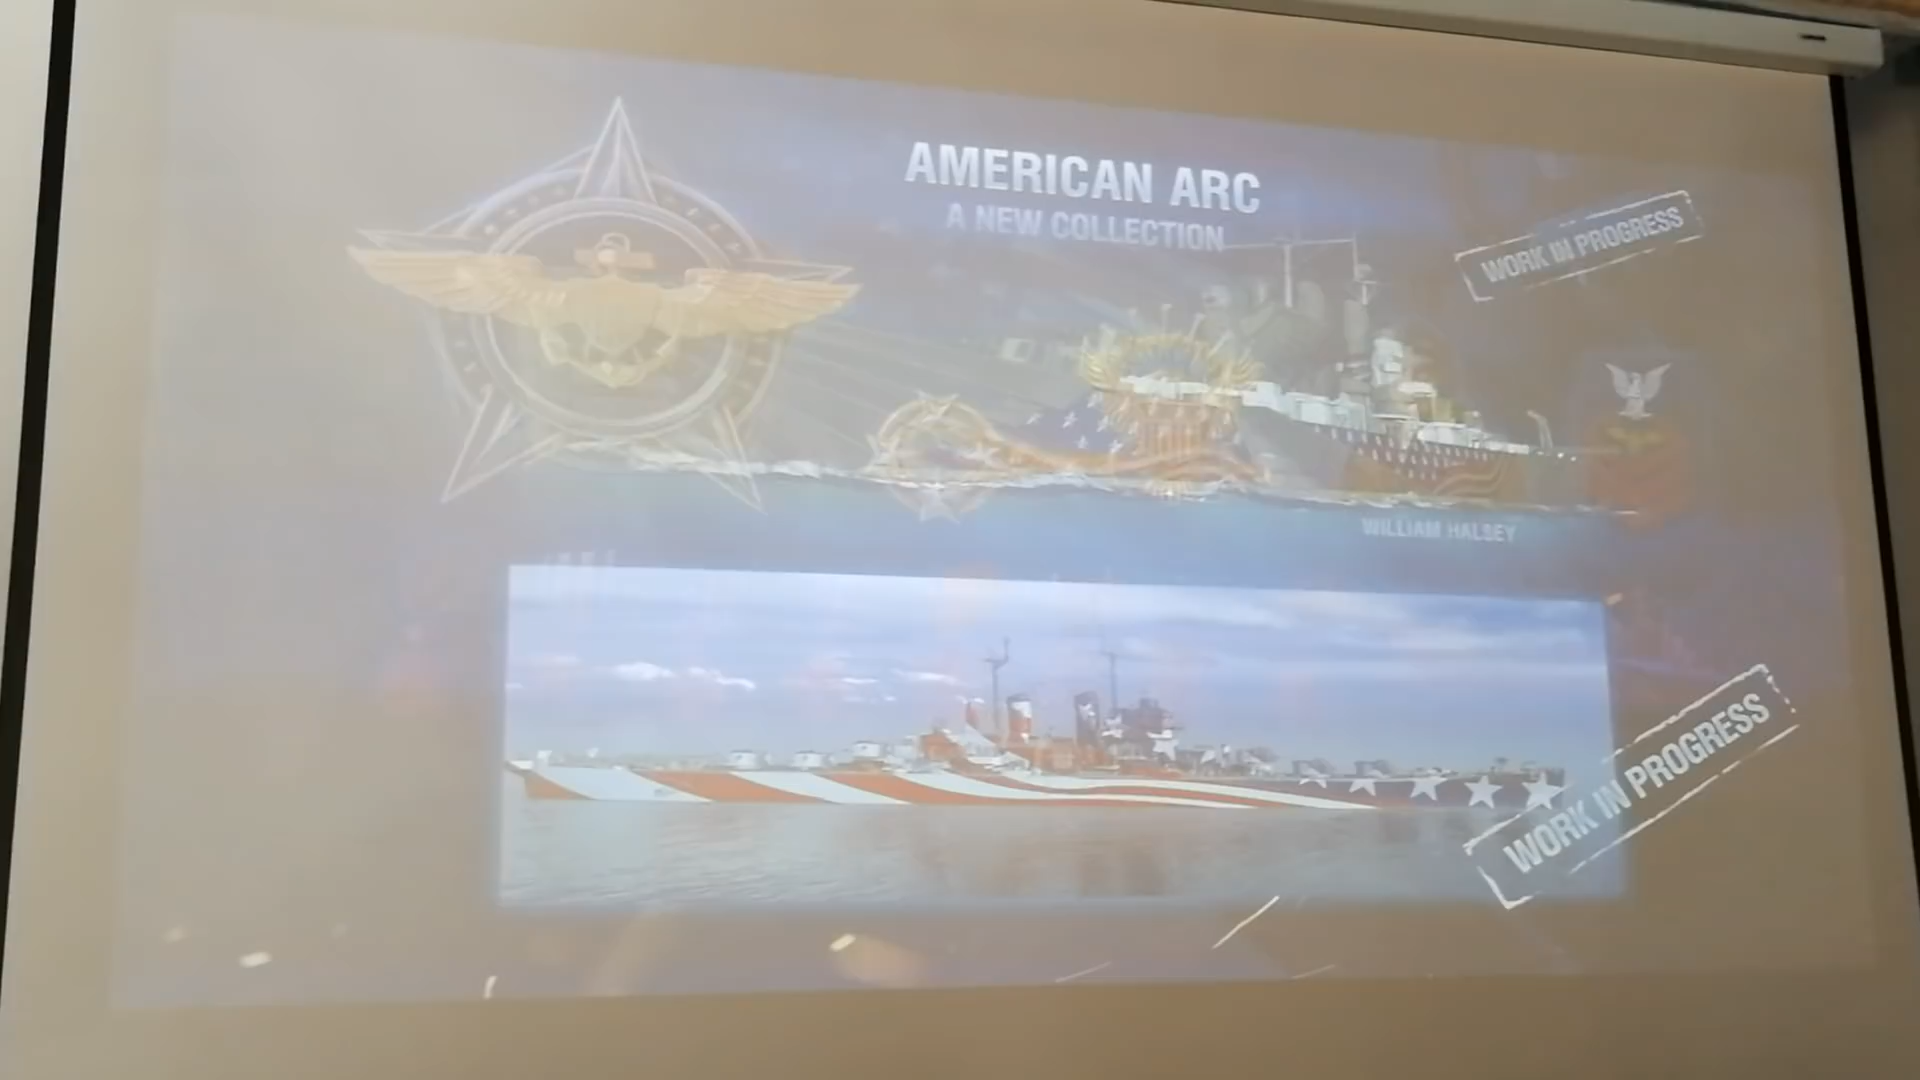 AMERICAN ARC
A NEW COLLECTION
WORK IN PROGRESS
WILLIAM HALSEY
WORK IN PROGRESS